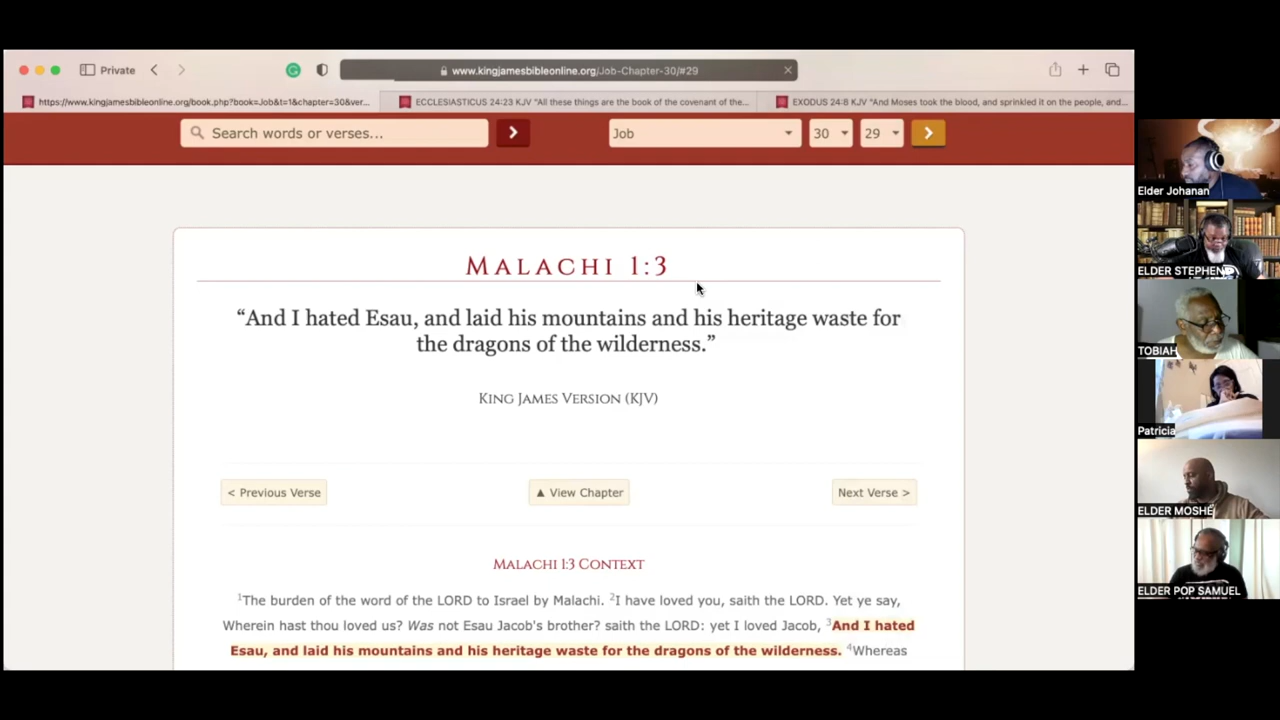 Private
www.kingjamesbibleonline.org/Job-Chapter-30/#29
https://www.kingjamesbibleonline.org/book.php?book=Job&t=1&chapter=30&ver...
ECCLESIASTICUS 24:23 KJV "All these things are the book of the covenant of the...
EXODUS 24:8 KJV "And Moses took the blood, and sprinkled it on the people, and...
Search words or verses...
Job
30
29
MALACHI 1:3
“And I hated Esau, and laid his mountains and his heritage waste for
the dragons of the wilderness.”
KING JAMES VERSION (KJV)
< Previous Verse
▲ View Chapter
Next Verse >
MALACHI 1:3 CONTEXT
1The burden of the word of the LORD to Israel by Malachi. 2I have loved you, saith the LORD. Yet ye say,
Wherein hast thou loved us? Was not Esau Jacob's brother? saith the LORD: yet I loved Jacob, 3And I hated
Esau, and laid his mountains and his heritage waste for the dragons of the wilderness. 4Whereas
Elder Johanan
ELDER STEPHEN
TOBIAH
Patricia
ELDER MOSHÉ
ELDER POP SAMUEL